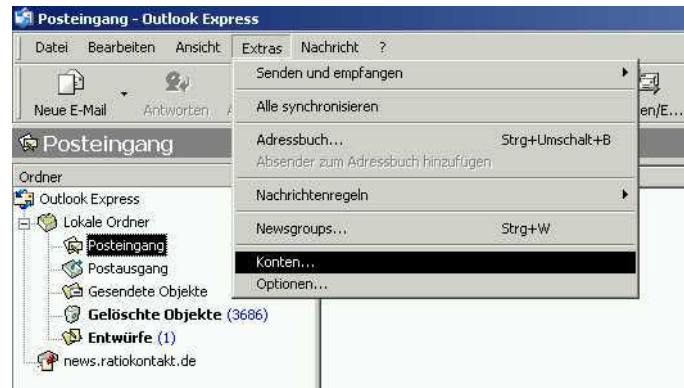 Posteingang - Outlook Express
Datei Bearbeiten Ansicht Extras Nachricht ?
Neue E-Mail Antworten en/E...
Senden und empfangen
Alle synchronisieren
Adressbuch... Strg+Umschalt+B
Absender zum Adressbuch hinzufügen
Nachrichtenregeln
Newsgroups... Strg+W
Konten...
Optionen...
Posteingang
Ordner
Outlook Express
Lokale Ordner
Posteingang
Postausgang
Gesendete Objekte
Gelöschte Objekte (3686)
Entwürfe (1)
news.ratiokontakt.de